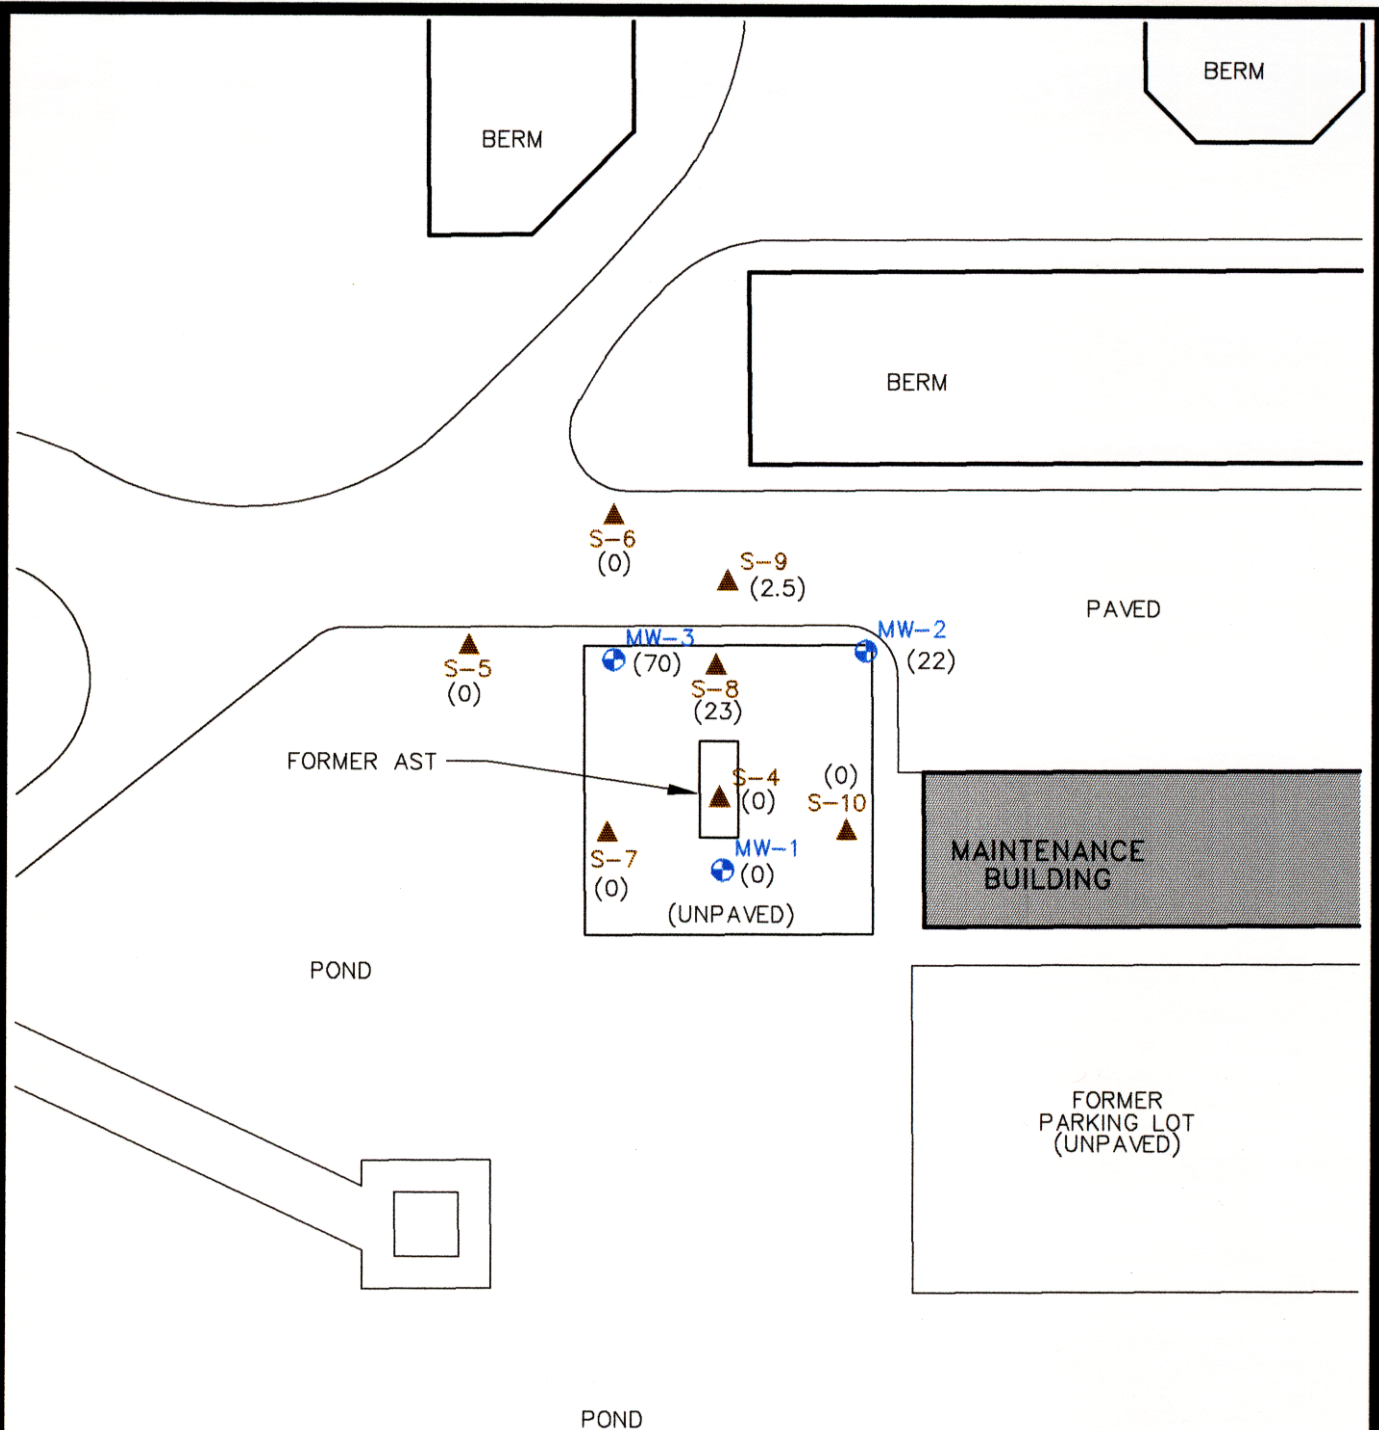 BERM
BERM
BERM
S-6
(0)
S-9
(2.5)
PAVED
MW-2
(22)
MW-3
(70)
S-5
(0)
S-8
(23)
FORMER AST
S-4
(0)
(0)
S-10
S-7
(0)
MW-1
(0)
(UNPAVED)
MAINTENANCE
BUILDING
POND
FORMER
PARKING LOT
(UNPAVED)
POND